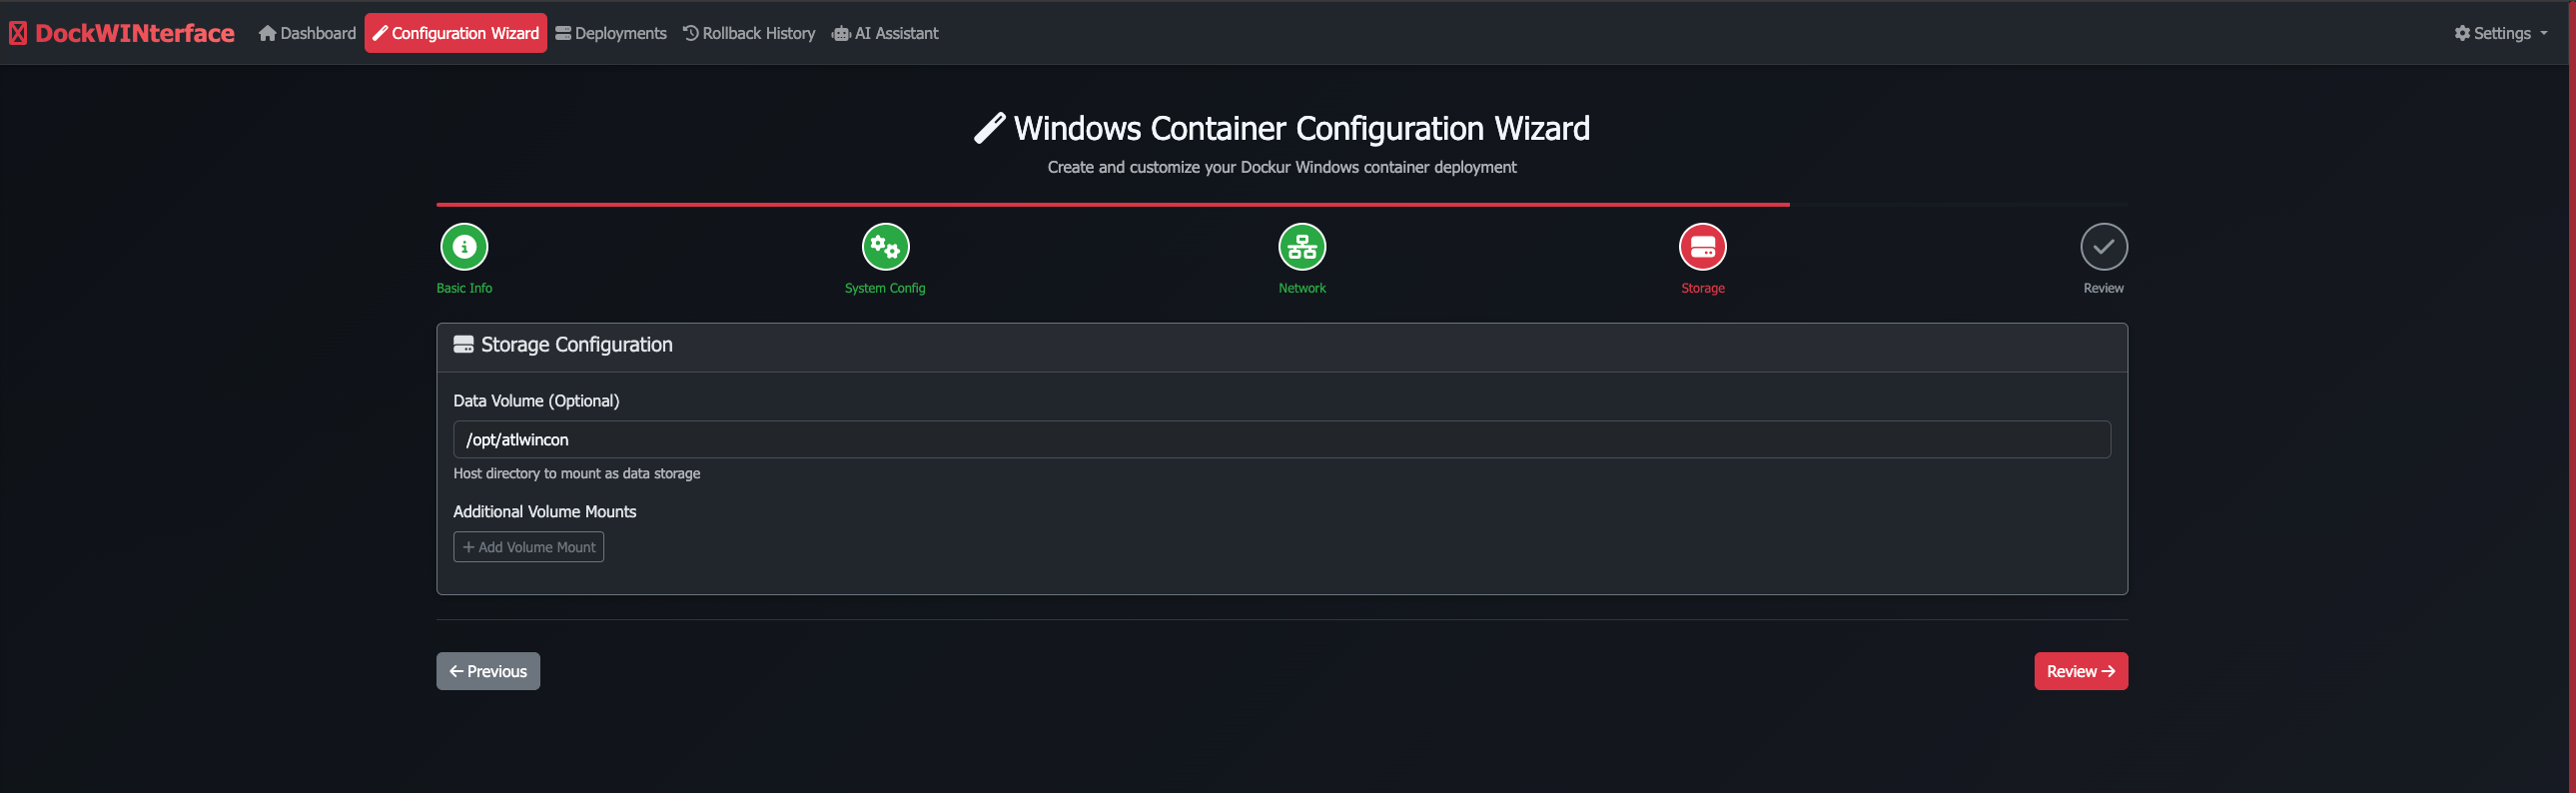 DockWINterface
Dashboard
Configuration Wizard
Deployments
Rollback History
AI Assistant
Settings
Windows Container Configuration Wizard
Create and customize your Dockur Windows container deployment
Basic Info
System Config
Network
Storage
Review
Storage Configuration
Data Volume (Optional)
/opt/atlwincon
Host directory to mount as data storage
Additional Volume Mounts
+ Add Volume Mount
← Previous
Review →